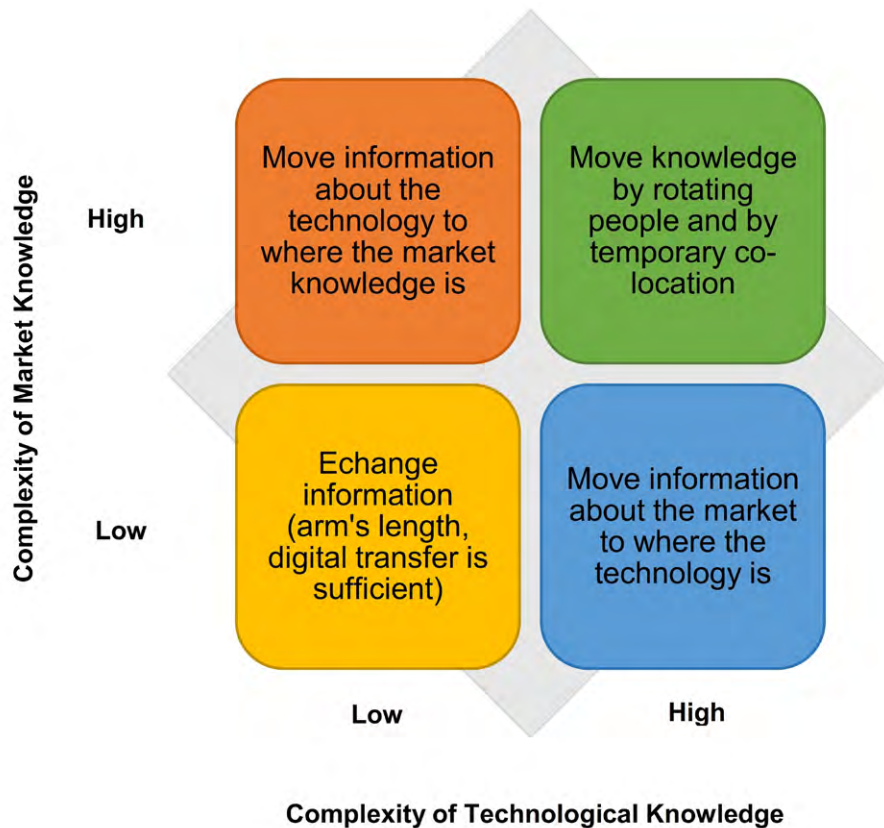 Complexity of Market Knowledge
High
Move information
about the
technology to
where the market
knowledge is
Move knowledge
by rotating
people and by
temporary co-
location
Low
Echange
information
(arm's length,
digital transfer is
sufficient)
Move information
about the market
to where the
technology is
Low
High
Complexity of Technological Knowledge